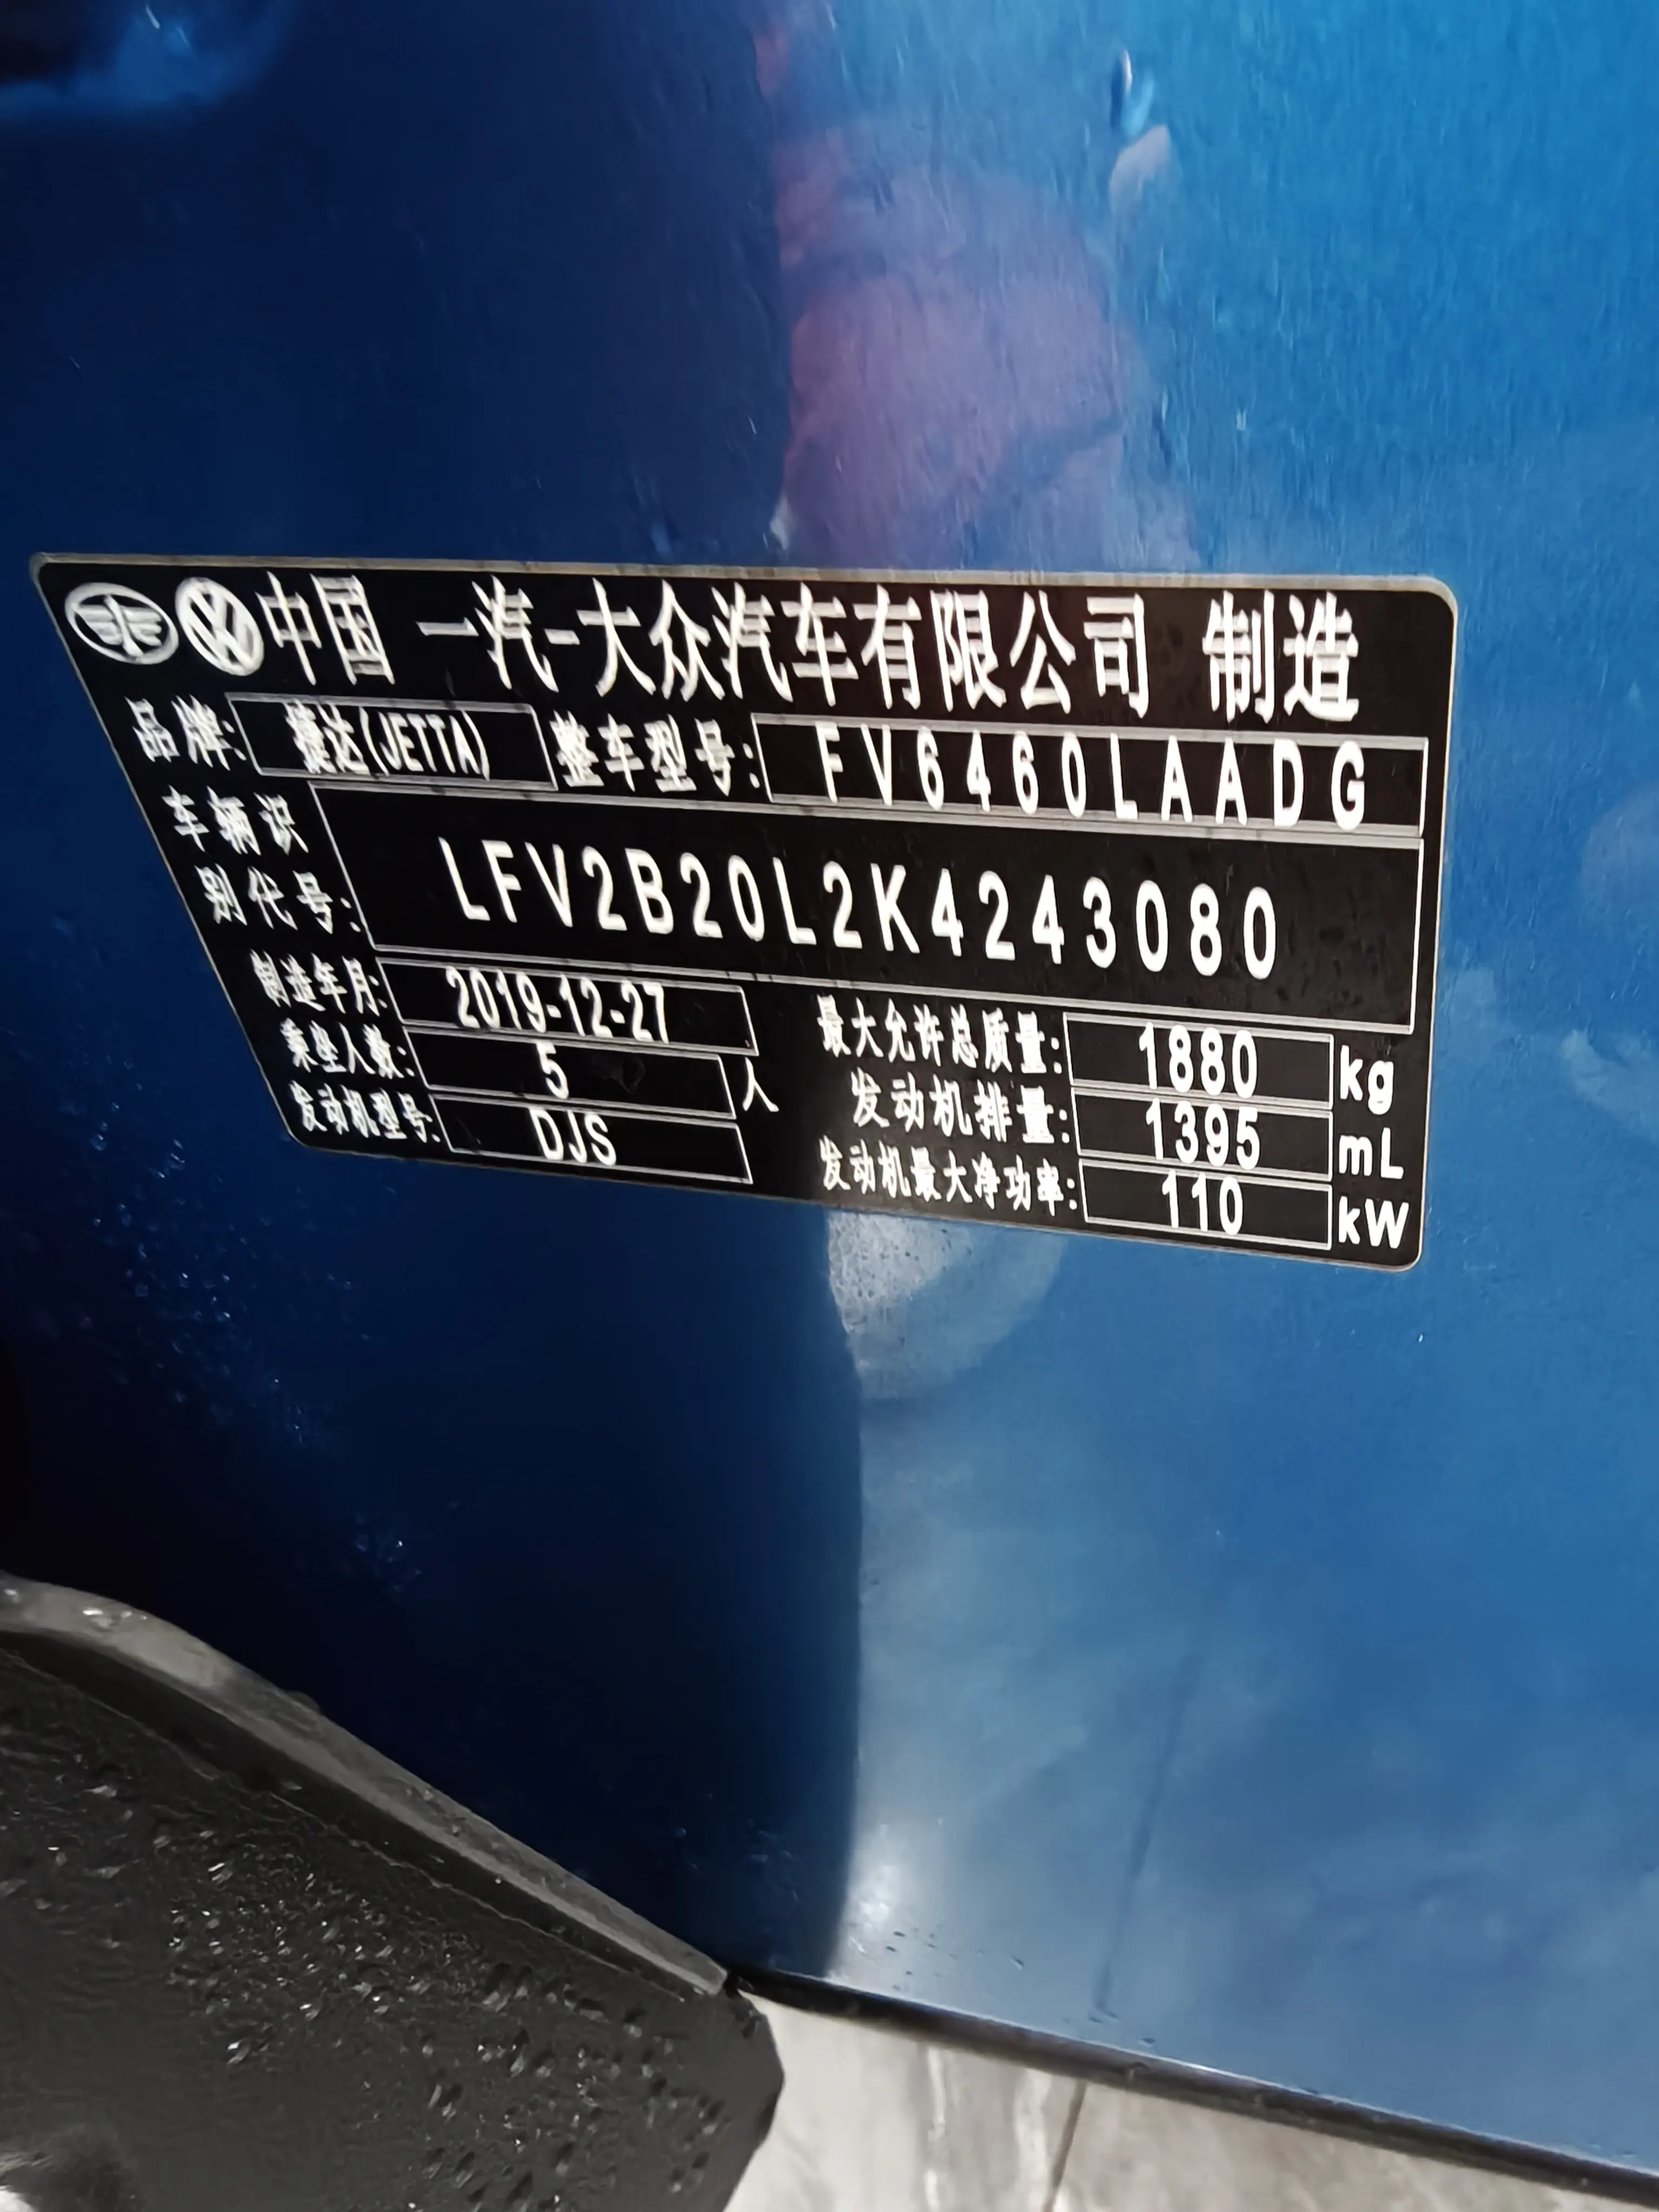 中国 一汽-大众汽车有限公司 制造
品牌: 捷达(JETTA) 整车型号: FV6460LAADG
车辆识别代号: LFV2B20L2K4243080
制造年月: 2019-12-27
乘坐人数: 5 人
发动机型号: DJS
最大允许总质量: 1880 kg
发动机排量: 1395 mL
发动机最大净功率: 110 kW